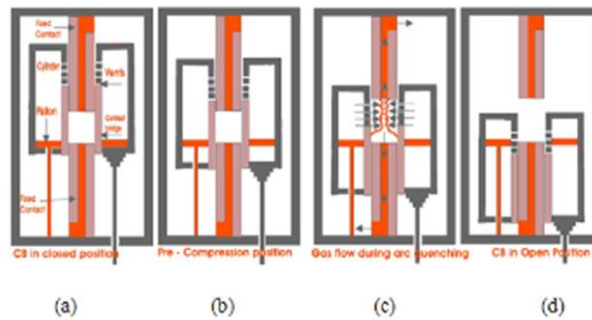 Fixed
Contact
Cylinder
Vents
Piston
Contact
bridge
Fixed
Contact
CB in closed position
Pre - Compression position
Gas flow during arc quenching
CB in Open Position
(a)
(b)
(c)
(d)